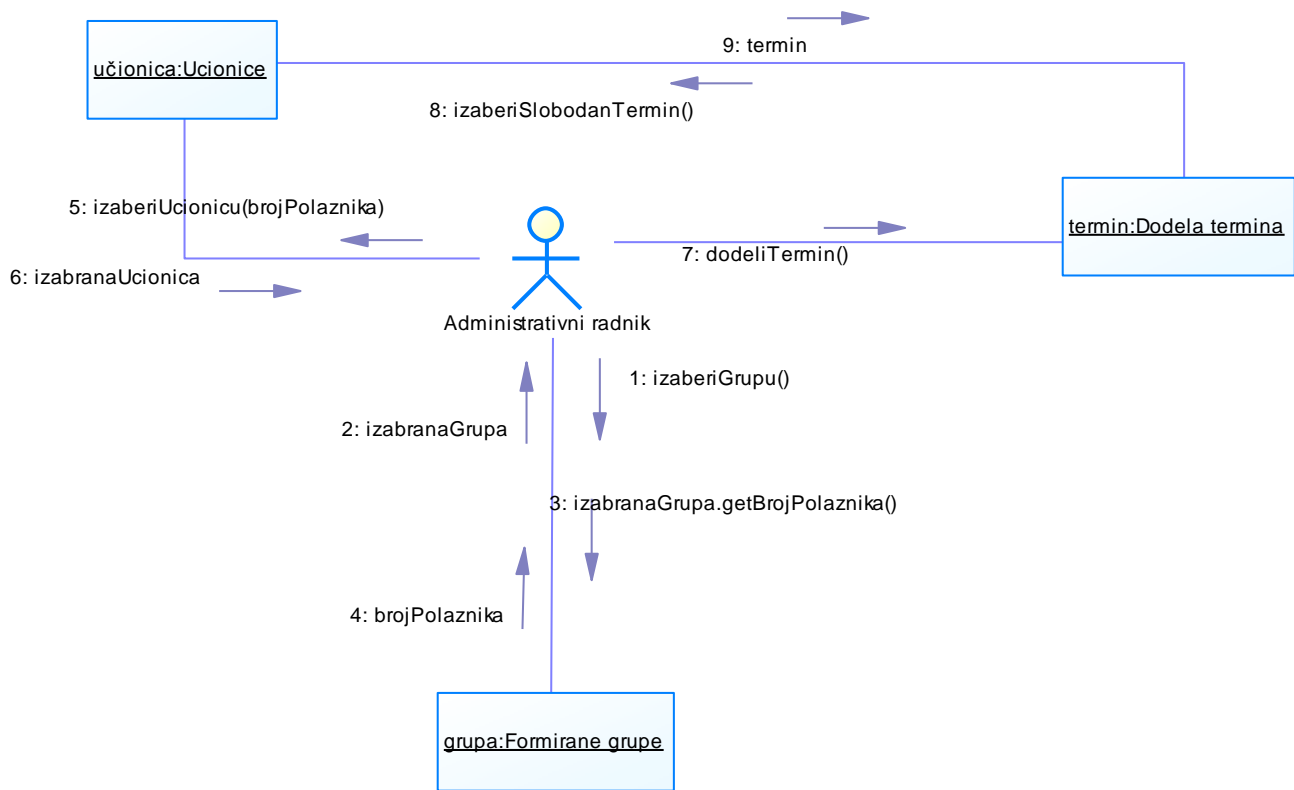 9: termin
učionica:Ucionice
8: izaberiSlobodanTermin()
5: izaberiUcionicu(brojPolaznika)
termin:Dodela termina
7: dodeliTermin()
6: izabranaUcionica
Administrativni radnik
1: izaberiGrupu()
2: izabranaGrupa
3: izabranaGrupa.getBrojPolaznika()
4: brojPolaznika
grupa:Formirane grupe